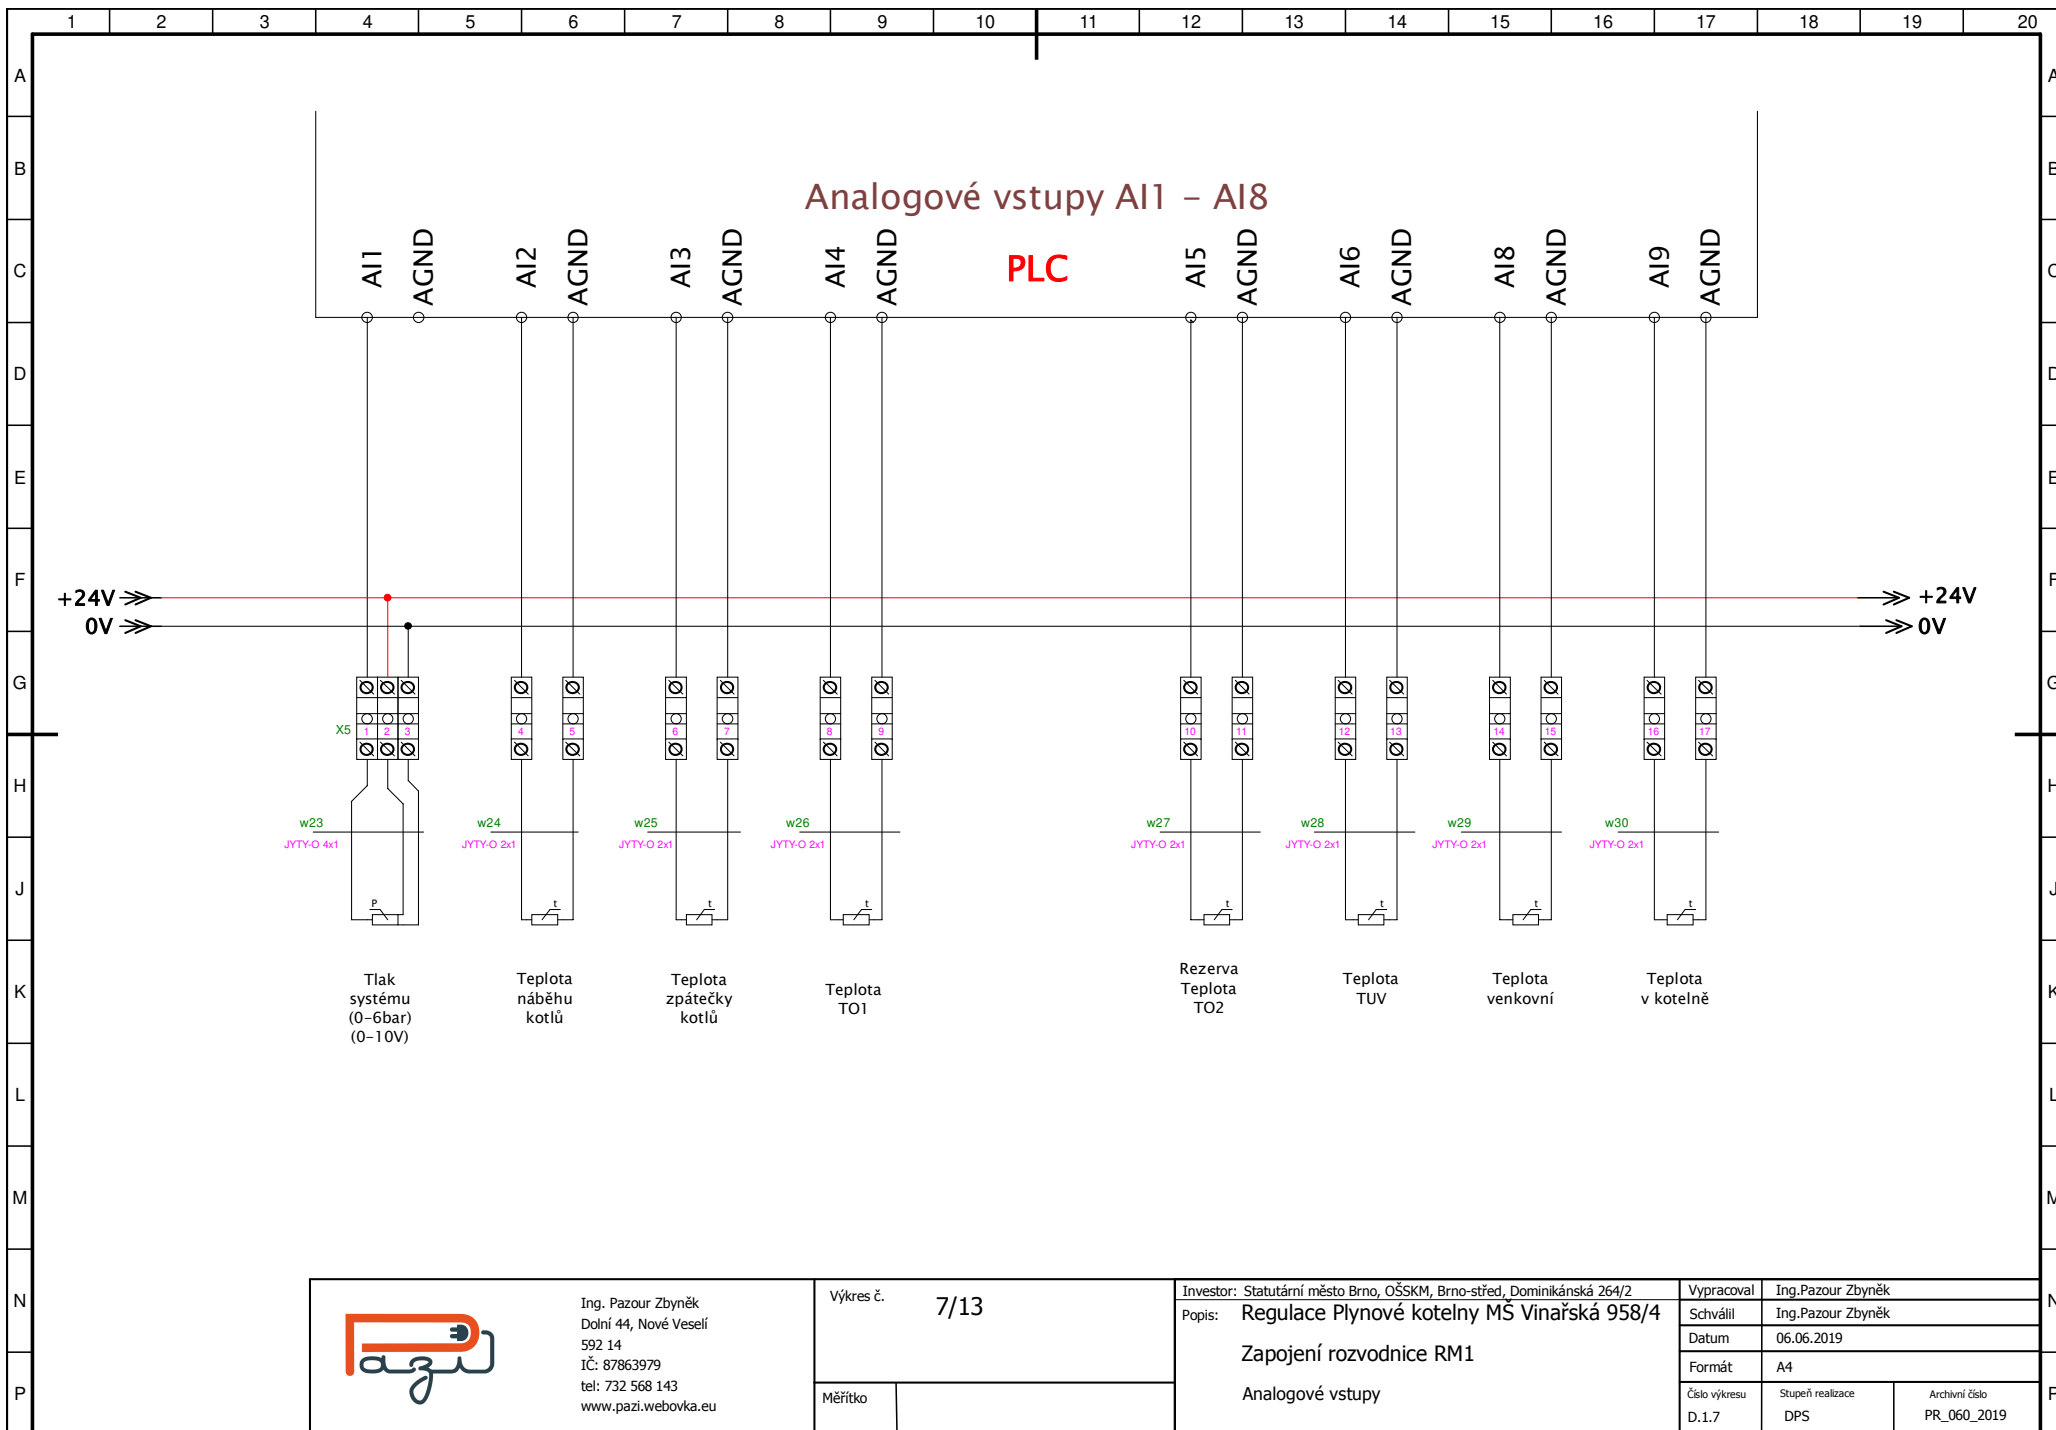 1 2 3 4 5 6 7 8 9 10 11 12 13 14 15 16 17 18 19 20
A A
B B
C C
D D
E E
F F
G G
H H
J J
K K
L L
M M
N N
P P
Analogové vstupy AI1 - AI8
PLC
AI1 AGND AI2 AGND AI3 AGND AI4 AGND AI5 AGND AI6 AGND AI8 AGND AI9 AGND
+24V +24V
0V 0V
X5 1 2 3 4 5 6 7 8 9 10 11 12 13 14 15 16 17
w23 w24 w25 w26 w27 w28 w29 w30
JYTY-O 4x1 JYTY-O 2x1 JYTY-O 2x1 JYTY-O 2x1 JYTY-O 2x1 JYTY-O 2x1 JYTY-O 2x1 JYTY-O 2x1
P t t t t t t t
Tlak
systému
(0-6bar)
(0-10V)
Teplota
náběhu
kotlů
Teplota
zpátečky
kotlů
Teplota
TO1
Rezerva
Teplota
TO2
Teplota
TUV
Teplota
venkovní
Teplota
v kotelně
Pazi
Ing. Pazour Zbyněk
Dolní 44, Nové Veselí
592 14
IČ: 87863979
tel: 732 568 143
www.pazi.webovka.eu
Výkres č. 7/13
Měřítko
Investor: Statutární město Brno, OŠSKM, Brno-střed, Dominikánská 264/2
Popis: Regulace Plynové kotelny MŠ Vinařská 958/4
Zapojení rozvodnice RM1
Analogové vstupy
Vypracoval Ing.Pazour Zbyněk
Schválil Ing.Pazour Zbyněk
Datum 06.06.2019
Formát A4
Číslo výkresu Stupeň realizace Archivní číslo
D.1.7 DPS PR_060_2019